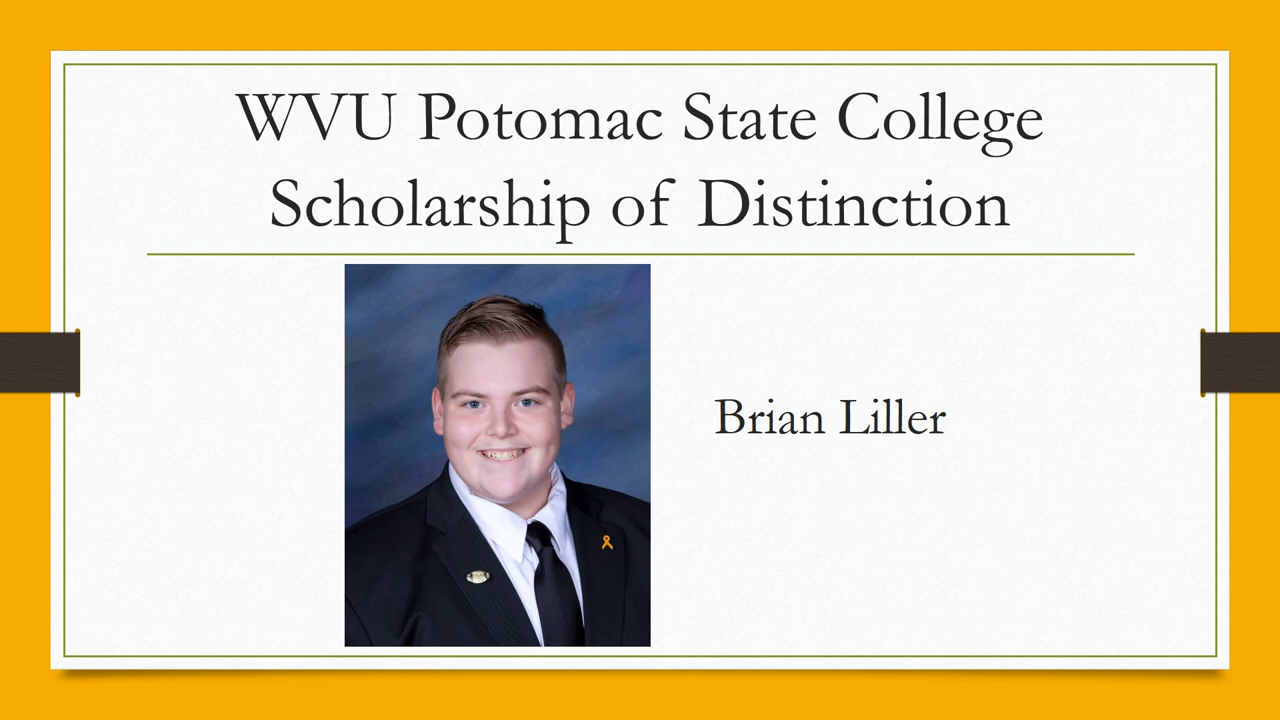 WVU Potomac State College
Scholarship of Distinction
Brian Liller